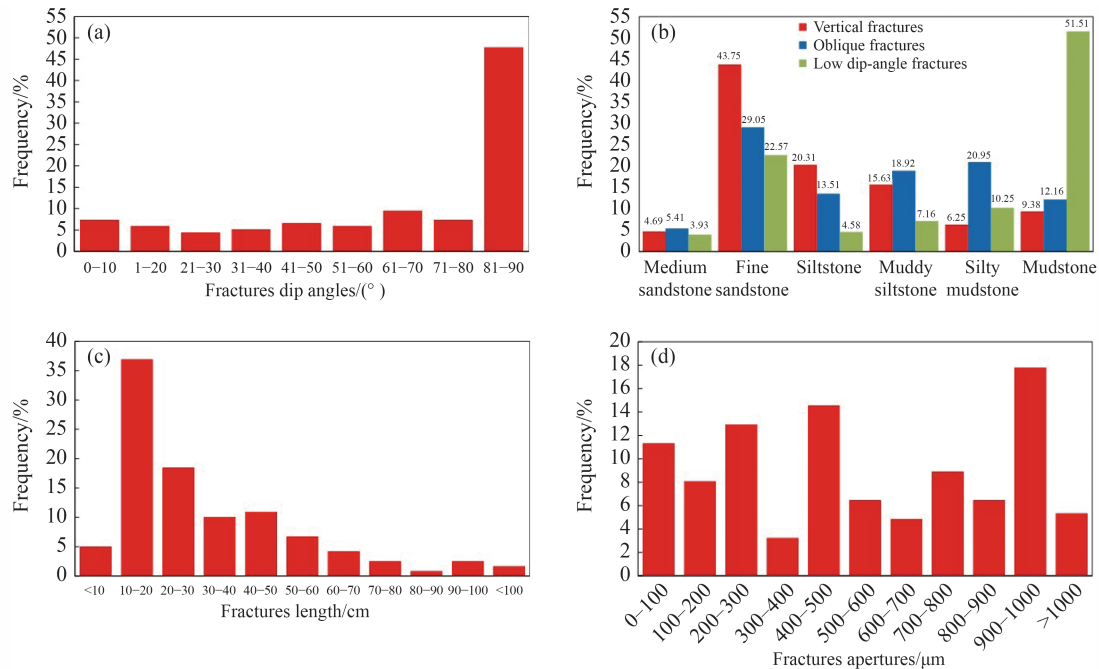 (a)
Frequency/%
55
50
45
40
35
30
25
20
15
10
5
0
0−10 1−20 21−30 31−40 41−50 51−60 61−70 71−80 81−90
Fractures dip angles/(° )
(b)
Vertical fractures
Oblique fractures
Low dip-angle fractures
Frequency/%
55
50
45
40
35
30
25
20
15
10
5
0
4.69 5.41 3.93
43.75 29.05 22.57
20.31 13.51 4.58
15.63 18.92 7.16
6.25 20.95 10.25
9.38 12.16 51.51
Medium sandstone
Fine sandstone
Siltstone
Muddy siltstone
Silty mudstone
Mudstone
(c)
Frequency/%
40
35
30
25
20
15
10
5
0
<10 10−20 20−30 30−40 40−50 50−60 60−70 70−80 80−90 90−100 <100
Fractures length/cm
(d)
Frequency/%
20
18
16
14
12
10
8
6
4
2
0
0−100 100−200 200−300 300−400 400−500 500−600 600−700 700−800 800−900 900−1000 >1000
Fractures apertures/μm